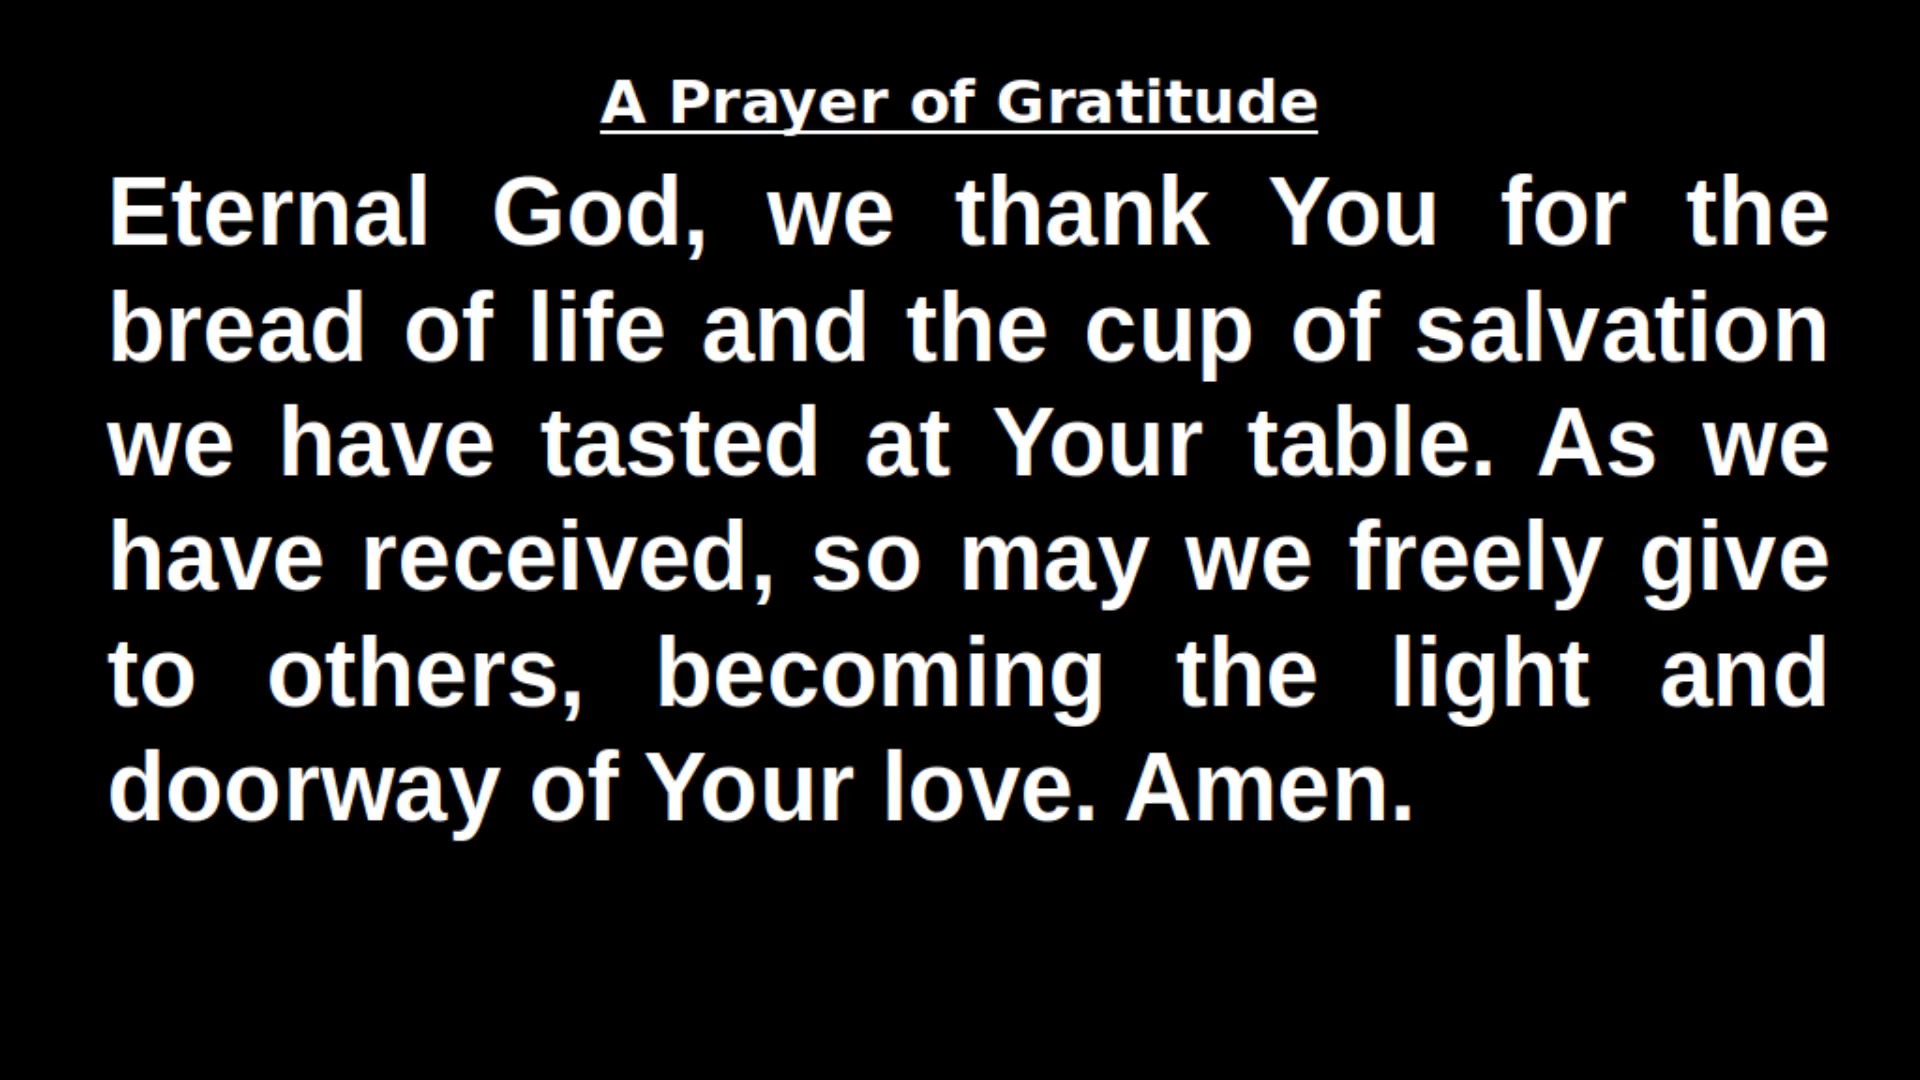 A Prayer of Gratitude
Eternal God, we thank You for the
bread of life and the cup of salvation
we have tasted at Your table. As we
have received, so may we freely give
to others, becoming the light and
doorway of Your love. Amen.